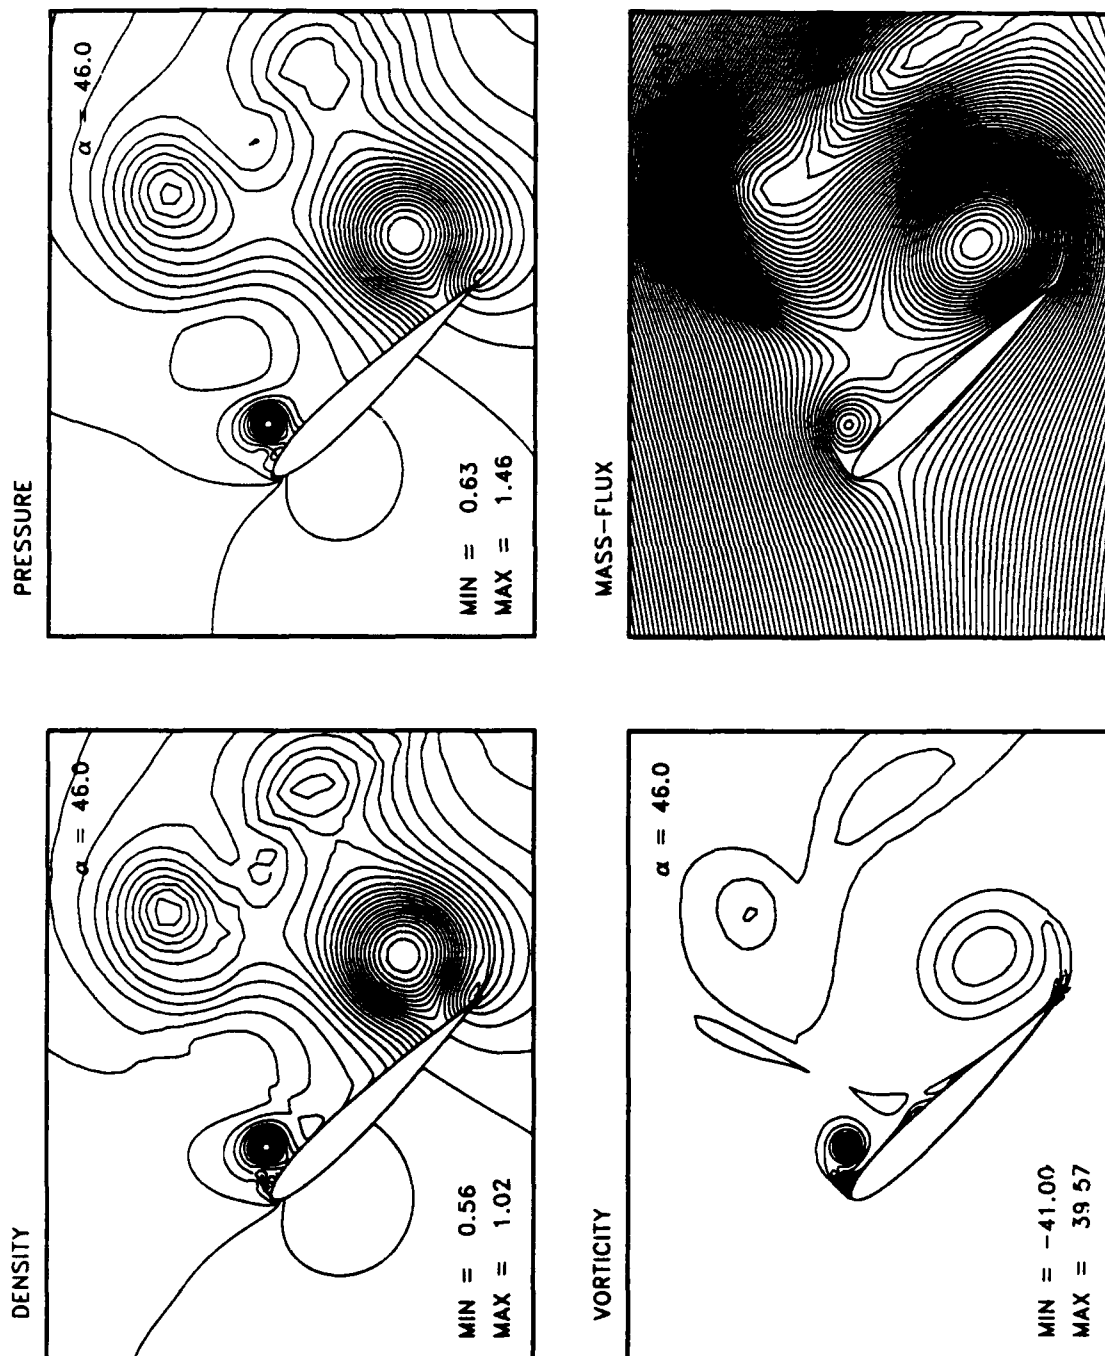 DENSITY
α = 46.0
MIN = 0.56
MAX = 1.02
PRESSURE
α = 46.0
MIN = 0.63
MAX = 1.46
VORTICITY
α = 46.0
MIN = -41.00
MAX = 39 57
MASS-FLUX